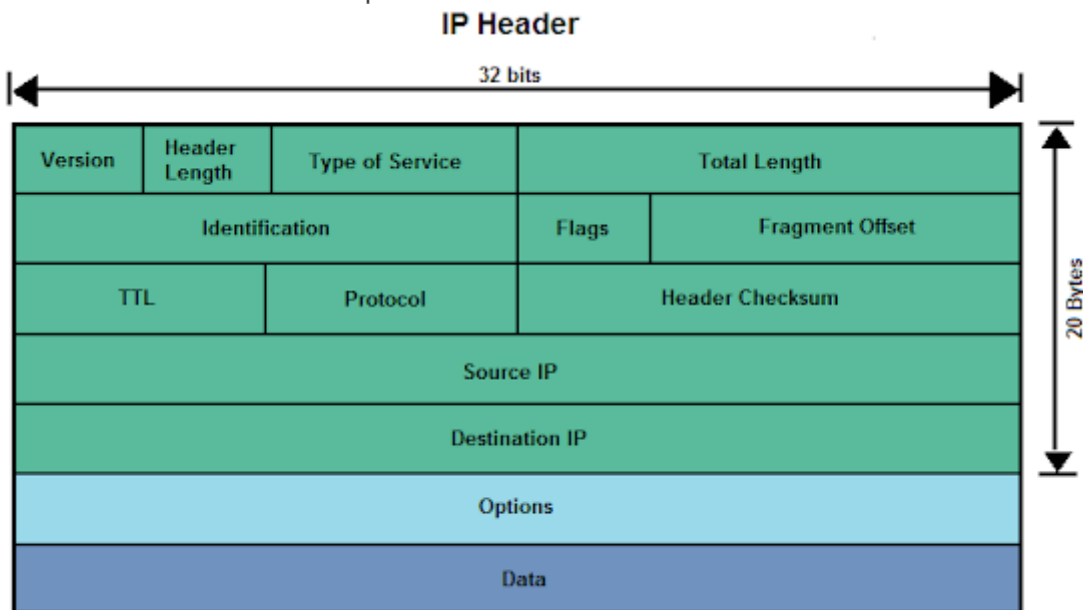 IP Header
32 bits
Version
Header
Length
Type of Service
Total Length
Identification
Flags
Fragment Offset
TTL
Protocol
Header Checksum
Source IP
Destination IP
20 Bytes
Options
Data